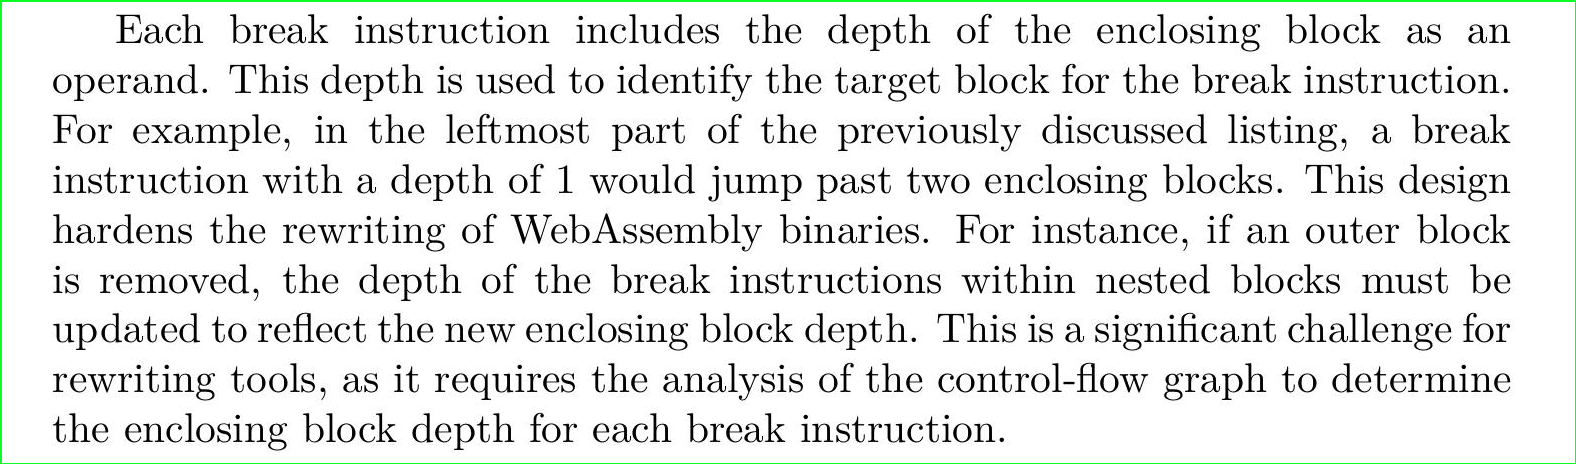 Each break instruction includes the depth of the enclosing block as an
operand. This depth is used to identify the target block for the break instruction.
For example, in the leftmost part of the previously discussed listing, a break
instruction with a depth of 1 would jump past two enclosing blocks. This design
hardens the rewriting of WebAssembly binaries. For instance, if an outer block
is removed, the depth of the break instructions within nested blocks must be
updated to reflect the new enclosing block depth. This is a significant challenge for
rewriting tools, as it requires the analysis of the control-flow graph to determine
the enclosing block depth for each break instruction.